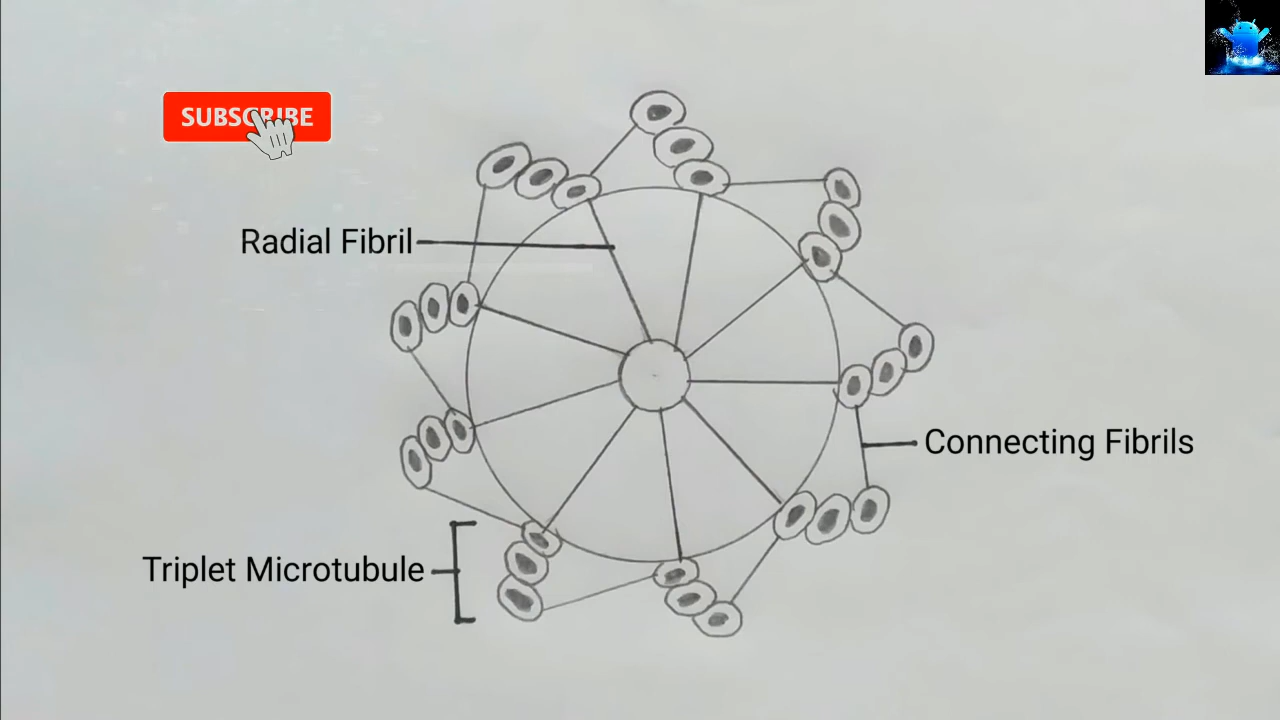 SUBSCRIBE
Radial Fibril
Connecting Fibrils
Triplet Microtubule